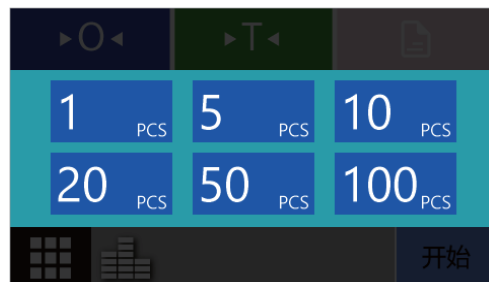 ▸O◂ ▸T◂
1 PCS 5 PCS 10 PCS
20 PCS 50 PCS 100 PCS
开始